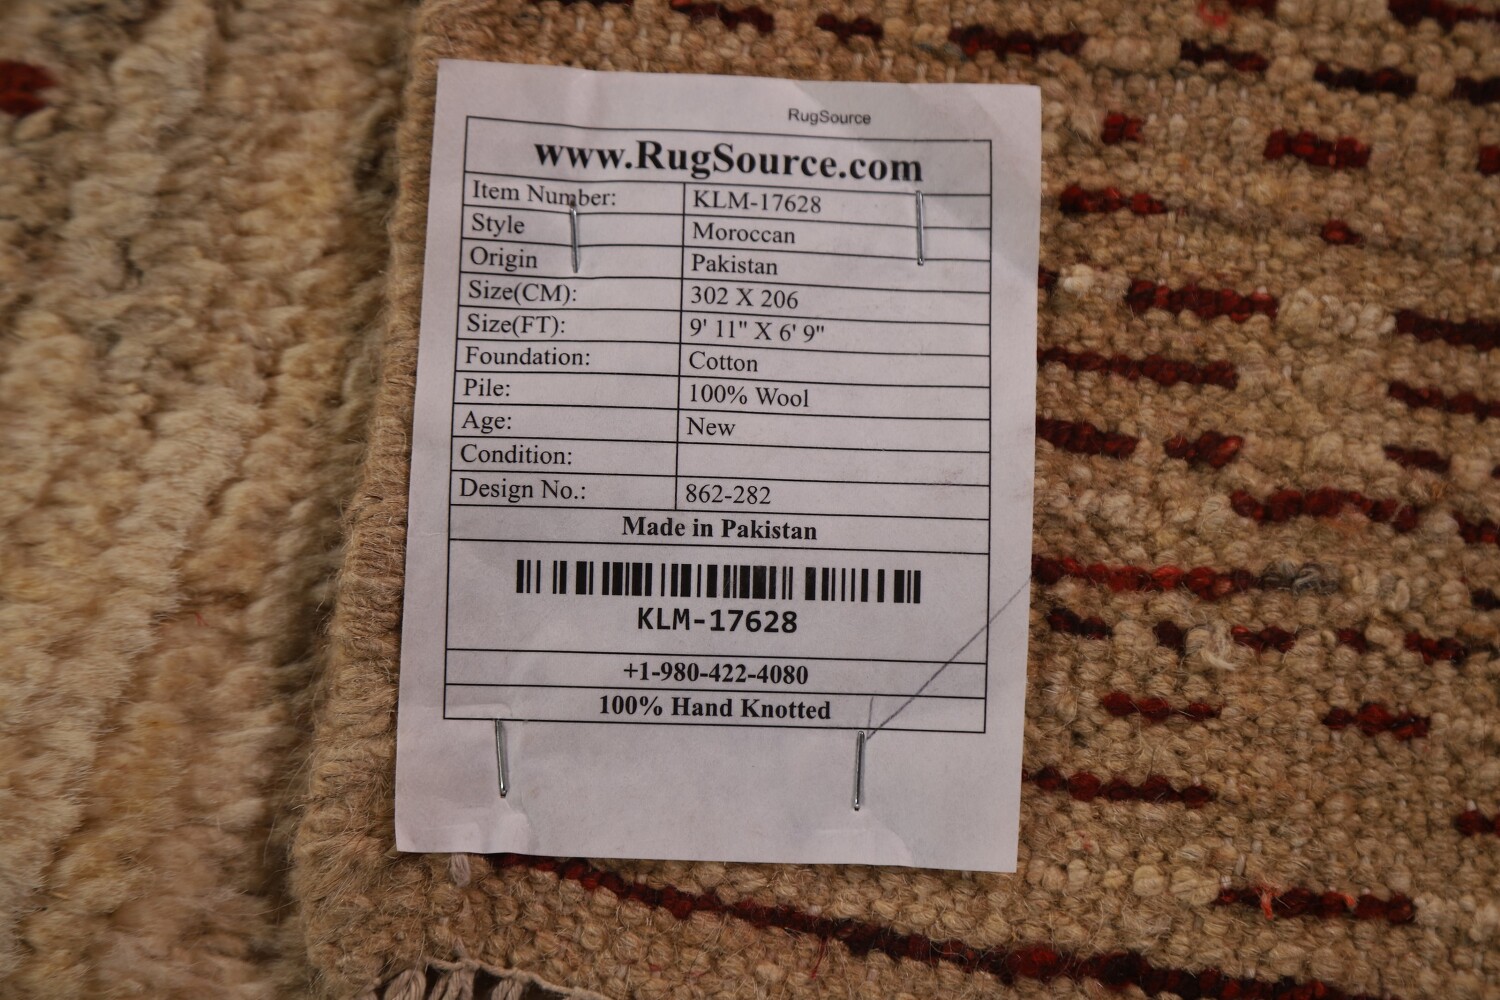 RugSource
www.RugSource.com
Item Number: KLM-17628
Style Moroccan
Origin Pakistan
Size(CM): 302 X 206
Size(FT): 9' 11" X 6' 9"
Foundation: Cotton
Pile: 100% Wool
Age: New
Condition:
Design No.: 862-282
Made in Pakistan
KLM-17628
+1-980-422-4080
100% Hand Knotted